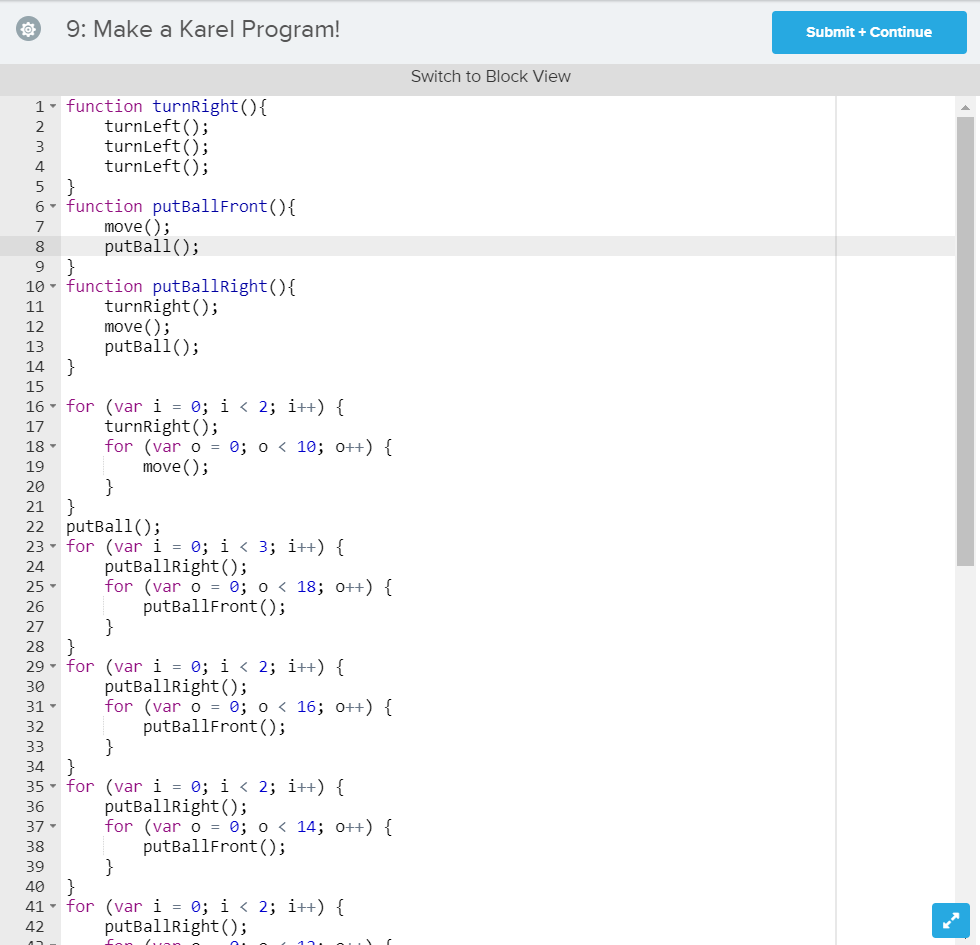 9: Make a Karel Program!
Submit + Continue
Switch to Block View
1 function turnRight(){
2 turnLeft();
3 turnLeft();
4 turnLeft();
5 }
6 function putBallFront(){
7 move();
8 putBall();
9 }
10 function putBallRight(){
11 turnRight();
12 move();
13 putBall();
14 }
15
16 for (var i = 0; i < 2; i++) {
17 turnRight();
18 for (var o = 0; o < 10; o++) {
19 move();
20 }
21 }
22 putBall();
23 for (var i = 0; i < 3; i++) {
24 putBallRight();
25 for (var o = 0; o < 18; o++) {
26 putBallFront();
27 }
28 }
29 for (var i = 0; i < 2; i++) {
30 putBallRight();
31 for (var o = 0; o < 16; o++) {
32 putBallFront();
33 }
34 }
35 for (var i = 0; i < 2; i++) {
36 putBallRight();
37 for (var o = 0; o < 14; o++) {
38 putBallFront();
39 }
40 }
41 for (var i = 0; i < 2; i++) {
42 putBallRight();
43 for (var o = 0; o < 12; o++) {